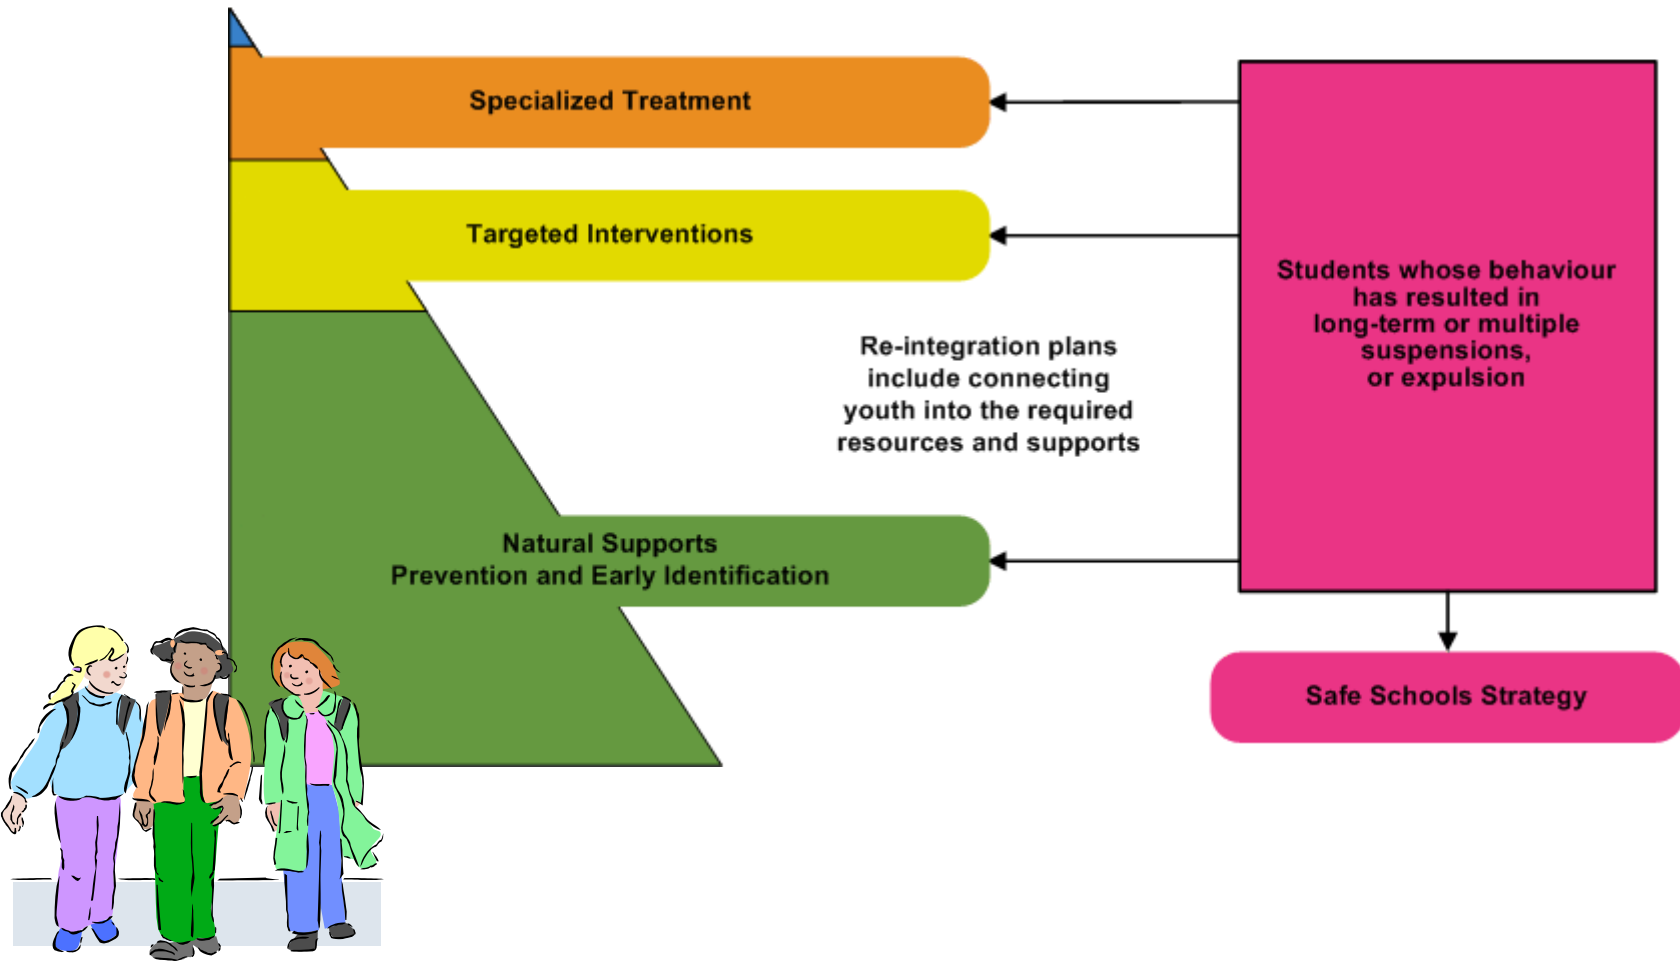 Specialized Treatment
Targeted Interventions
Re-integration plans
include connecting
youth into the required
resources and supports
Natural Supports
Prevention and Early Identification
Students whose behaviour
has resulted in
long-term or multiple
suspensions,
or expulsion
Safe Schools Strategy